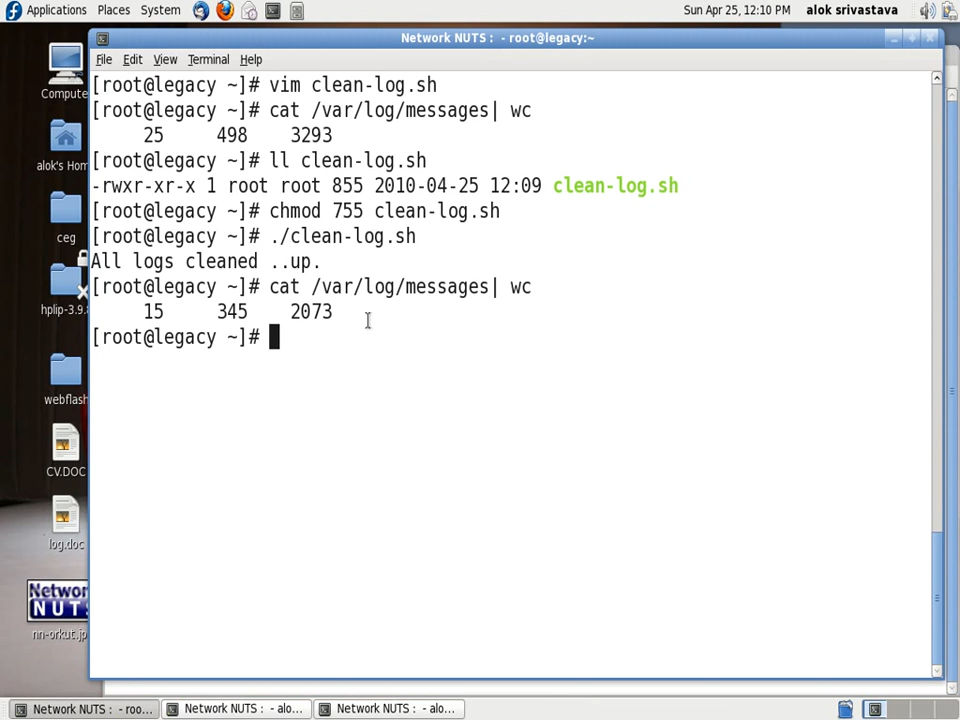 Applications Places System Sun Apr 25, 12:10 PM alok srivastava
Network NUTS : - root@legacy:~
File Edit View Terminal Help
[root@legacy ~]# vim clean-log.sh
[root@legacy ~]# cat /var/log/messages| wc
25 498 3293
[root@legacy ~]# ll clean-log.sh
-rwxr-xr-x 1 root root 855 2010-04-25 12:09 clean-log.sh
[root@legacy ~]# chmod 755 clean-log.sh
[root@legacy ~]# ./clean-log.sh
All logs cleaned ..up.
[root@legacy ~]# cat /var/log/messages| wc
15 345 2073
[root@legacy ~]#
Compute
alok's Hom
ceg
hplip-3.9.8
webflash
CV.DOC
log.doc
Networ
NUTS
nn-orkut.jp
Network NUTS : - roo... Network NUTS : - alo... Network NUTS : - alo...